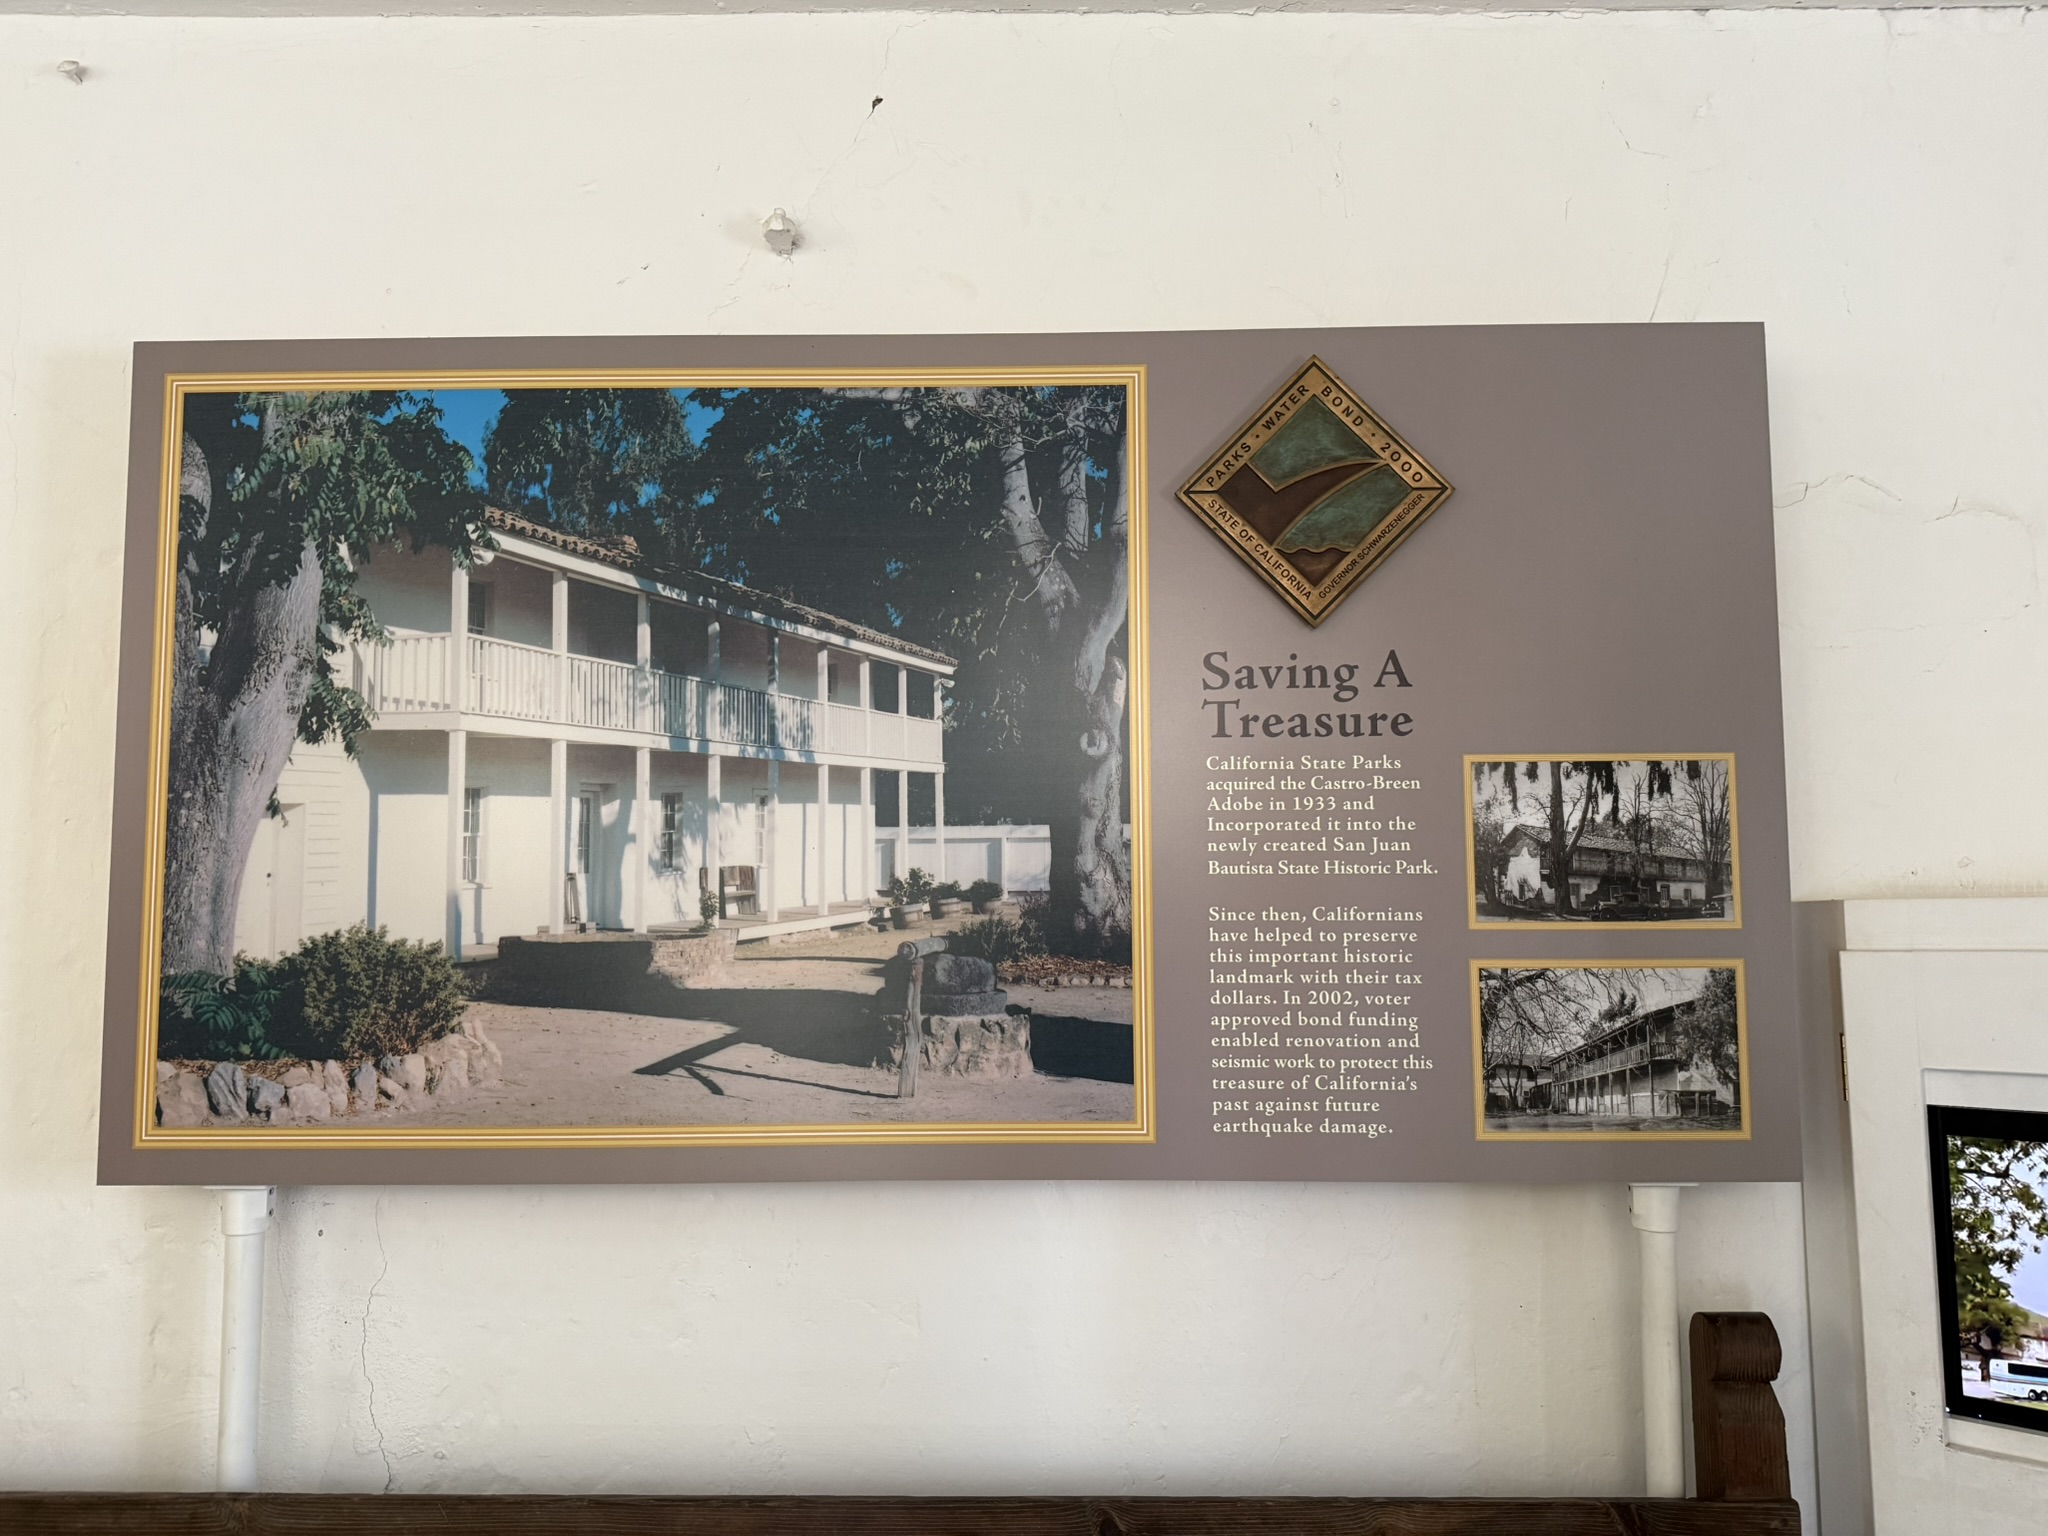 PARKS • WATER BOND • 2000
STATE OF CALIFORNIA
GOVERNOR SCHWARZENEGGER
Saving A
Treasure
California State Parks
acquired the Castro-Breen
Adobe in 1933 and
Incorporated it into the
newly created San Juan
Bautista State Historic Park.
Since then, Californians
have helped to preserve
this important historic
landmark with their tax
dollars. In 2002, voter
approved bond funding
enabled renovation and
seismic work to protect this
treasure of California's
past against future
earthquake damage.